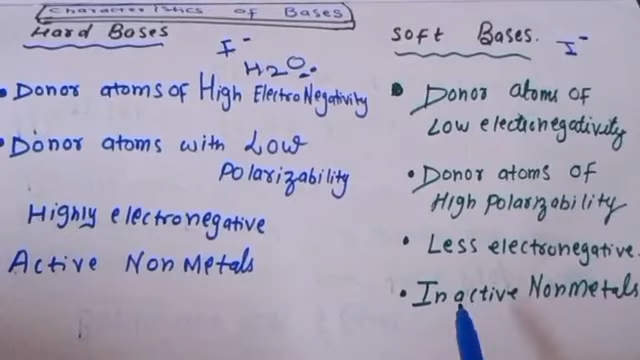 Characteristics of Bases
Hard Bases
I⁻
H2O:
• Donor atoms of High ElectroNegativity
• Donor atoms with Low
Polarizability
Highly electronegative
Active NonMetals
Soft Bases. I⁻
• Donor atoms of
Low electronegativity
• Donor atoms of
High polarizability
• Less electronegative.
• Inactive Nonmetals